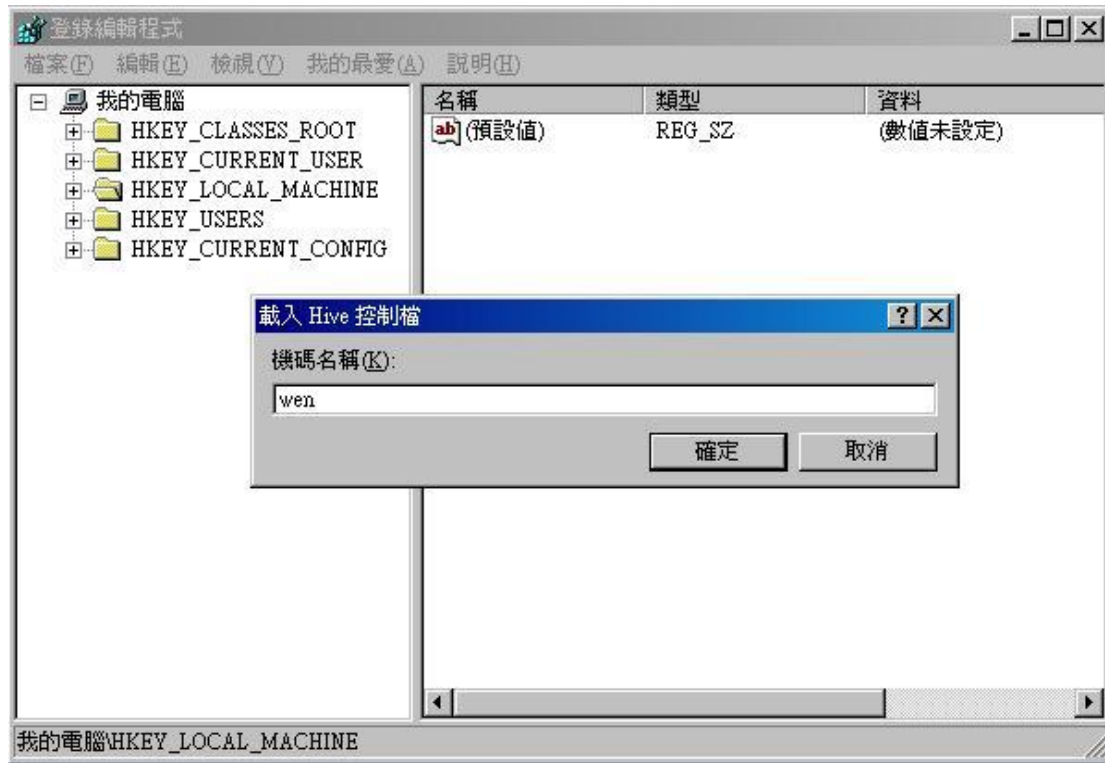 登錄編輯程式
檔案(F) 編輯(E) 檢視(V) 我的最愛(A) 說明(H)
我的電腦
HKEY_CLASSES_ROOT
HKEY_CURRENT_USER
HKEY_LOCAL_MACHINE
HKEY_USERS
HKEY_CURRENT_CONFIG
名稱 類型 資料
ab (預設值) REG_SZ (數值未設定)
載入 Hive 控制檔
機碼名稱(K):
wen
確定 取消
我的電腦\HKEY_LOCAL_MACHINE